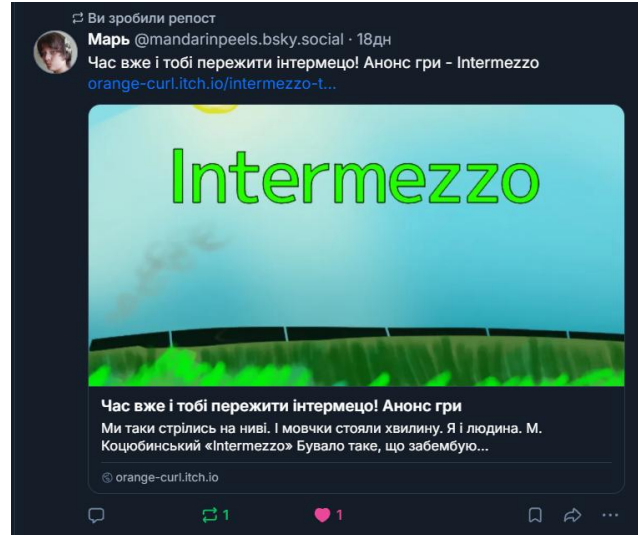 Ви зробили репост
Марь @mandarinpeels.bsky.social · 18дн
Час вже і тобі пережити інтермецо! Анонс гри - Intermezzo
orange-curl.itch.io/intermezzo-t...
Intermezzo
Час вже і тобі пережити інтермецо! Анонс гри
Ми таки стрілись на ниві. І мовчки стояли хвилину. Я і людина. М.
Коцюбинський «Intermezzo» Бувало таке, що забембую...
orange-curl.itch.io
1 1